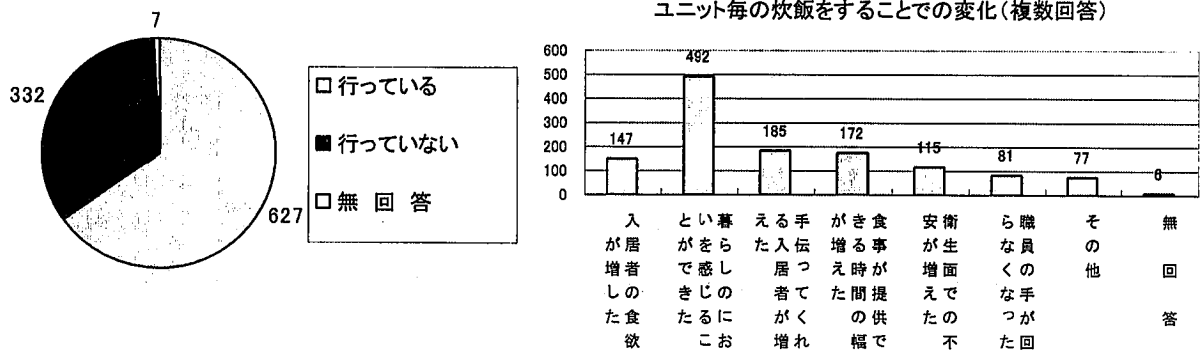 7
332
627
行っている
行っていない
無 回 答
ユニット毎の炊飯をすることでの変化(複数回答)
600
500
400
300
200
100
0
147
492
185
172
115
81
77
6
入居者の食欲
が増した
暮らしのにお
いを感じるこ
とができた
手伝ってくれ
る入居者が増
えた
食事が提供で
きる時間の幅
が増えた
衛生面での不
安が増えた
職員の手が回
らなくなった
その他
無 回 答